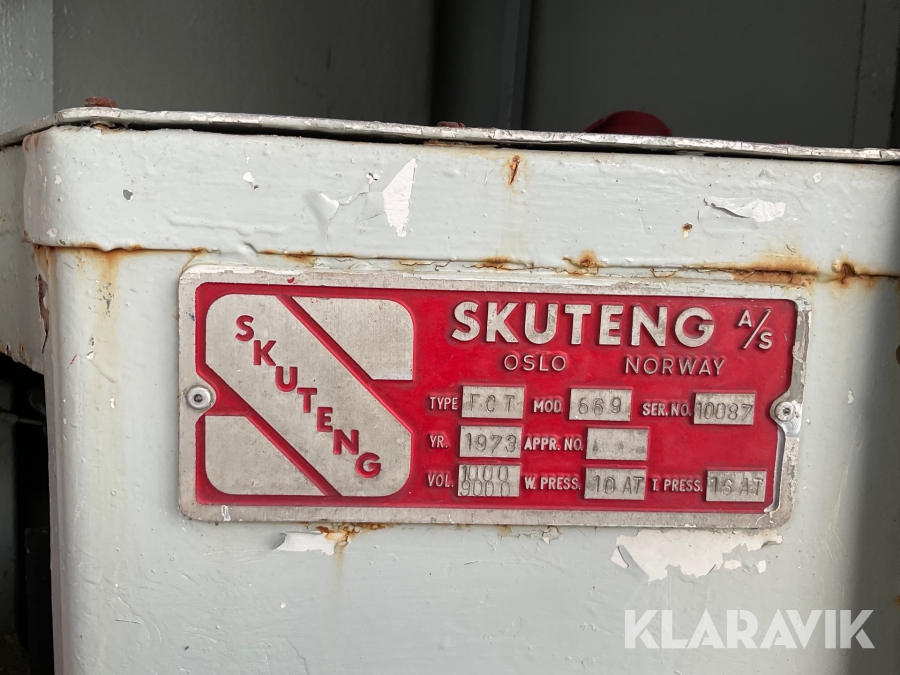 SKUTENG
SKUTENG A/S
OSLO NORWAY
TYPE FCT MOD 669 SER.NO. 10087
YR. 1973 APPR.NO.
VOL. 1000 9000 W.PRESS. 10 AT T.PRESS. 16 AT
KLARAVIK